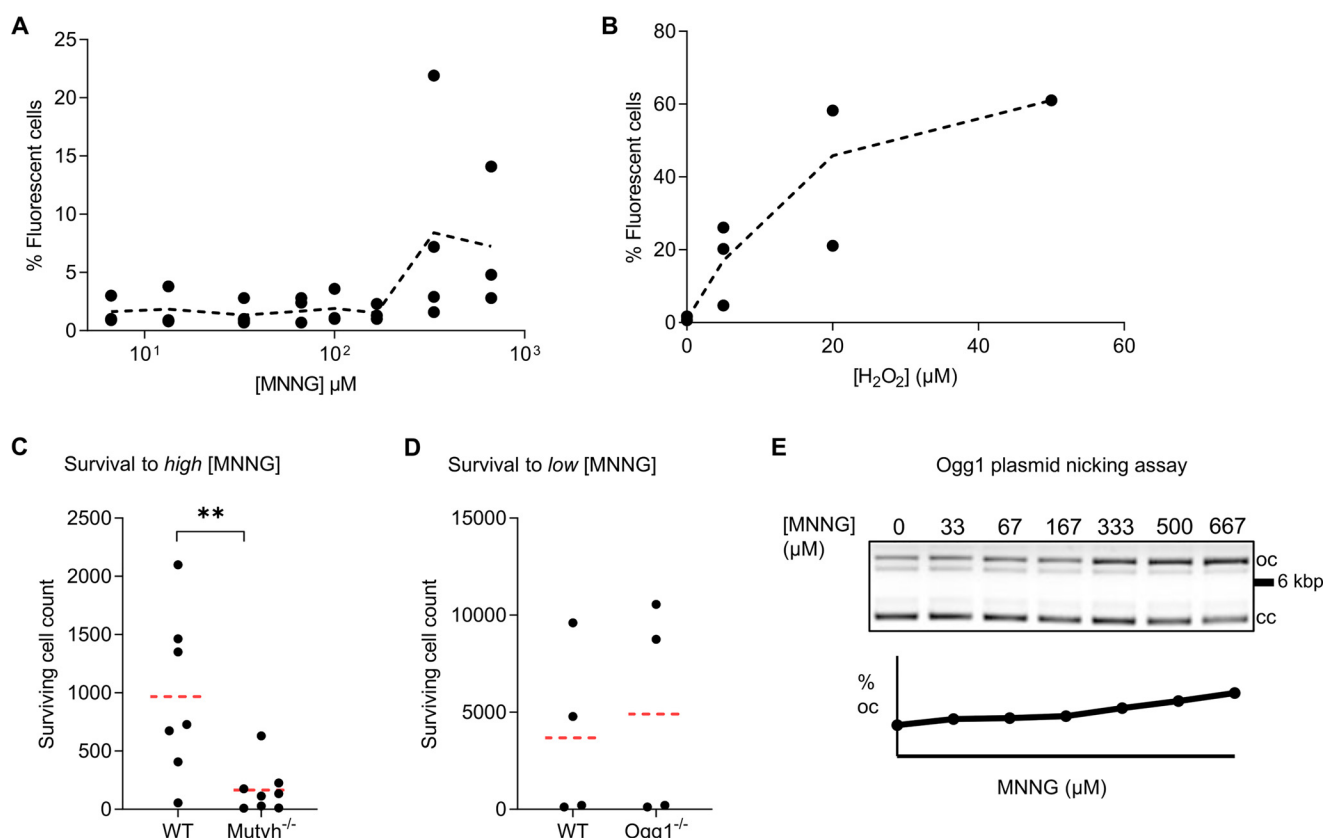 A
25
20
15
10
5
0
% Fluorescent cells
10¹
10²
10³
[MNNG] µM
B
80
60
40
20
0
% Fluorescent cells
0
20
40
60
[H₂O₂] (µM)
C
Survival to high [MNNG]
**
2500
2000
1500
1000
500
0
Surviving cell count
WT
Mutyh-/-
D
Survival to low [MNNG]
15000
10000
5000
0
Surviving cell count
WT
Ogg1-/-
E
Ogg1 plasmid nicking assay
[MNNG] 0 33 67 167 333 500 667
(µM)
oc
6 kbp
cc
%
oc
MNNG (µM)